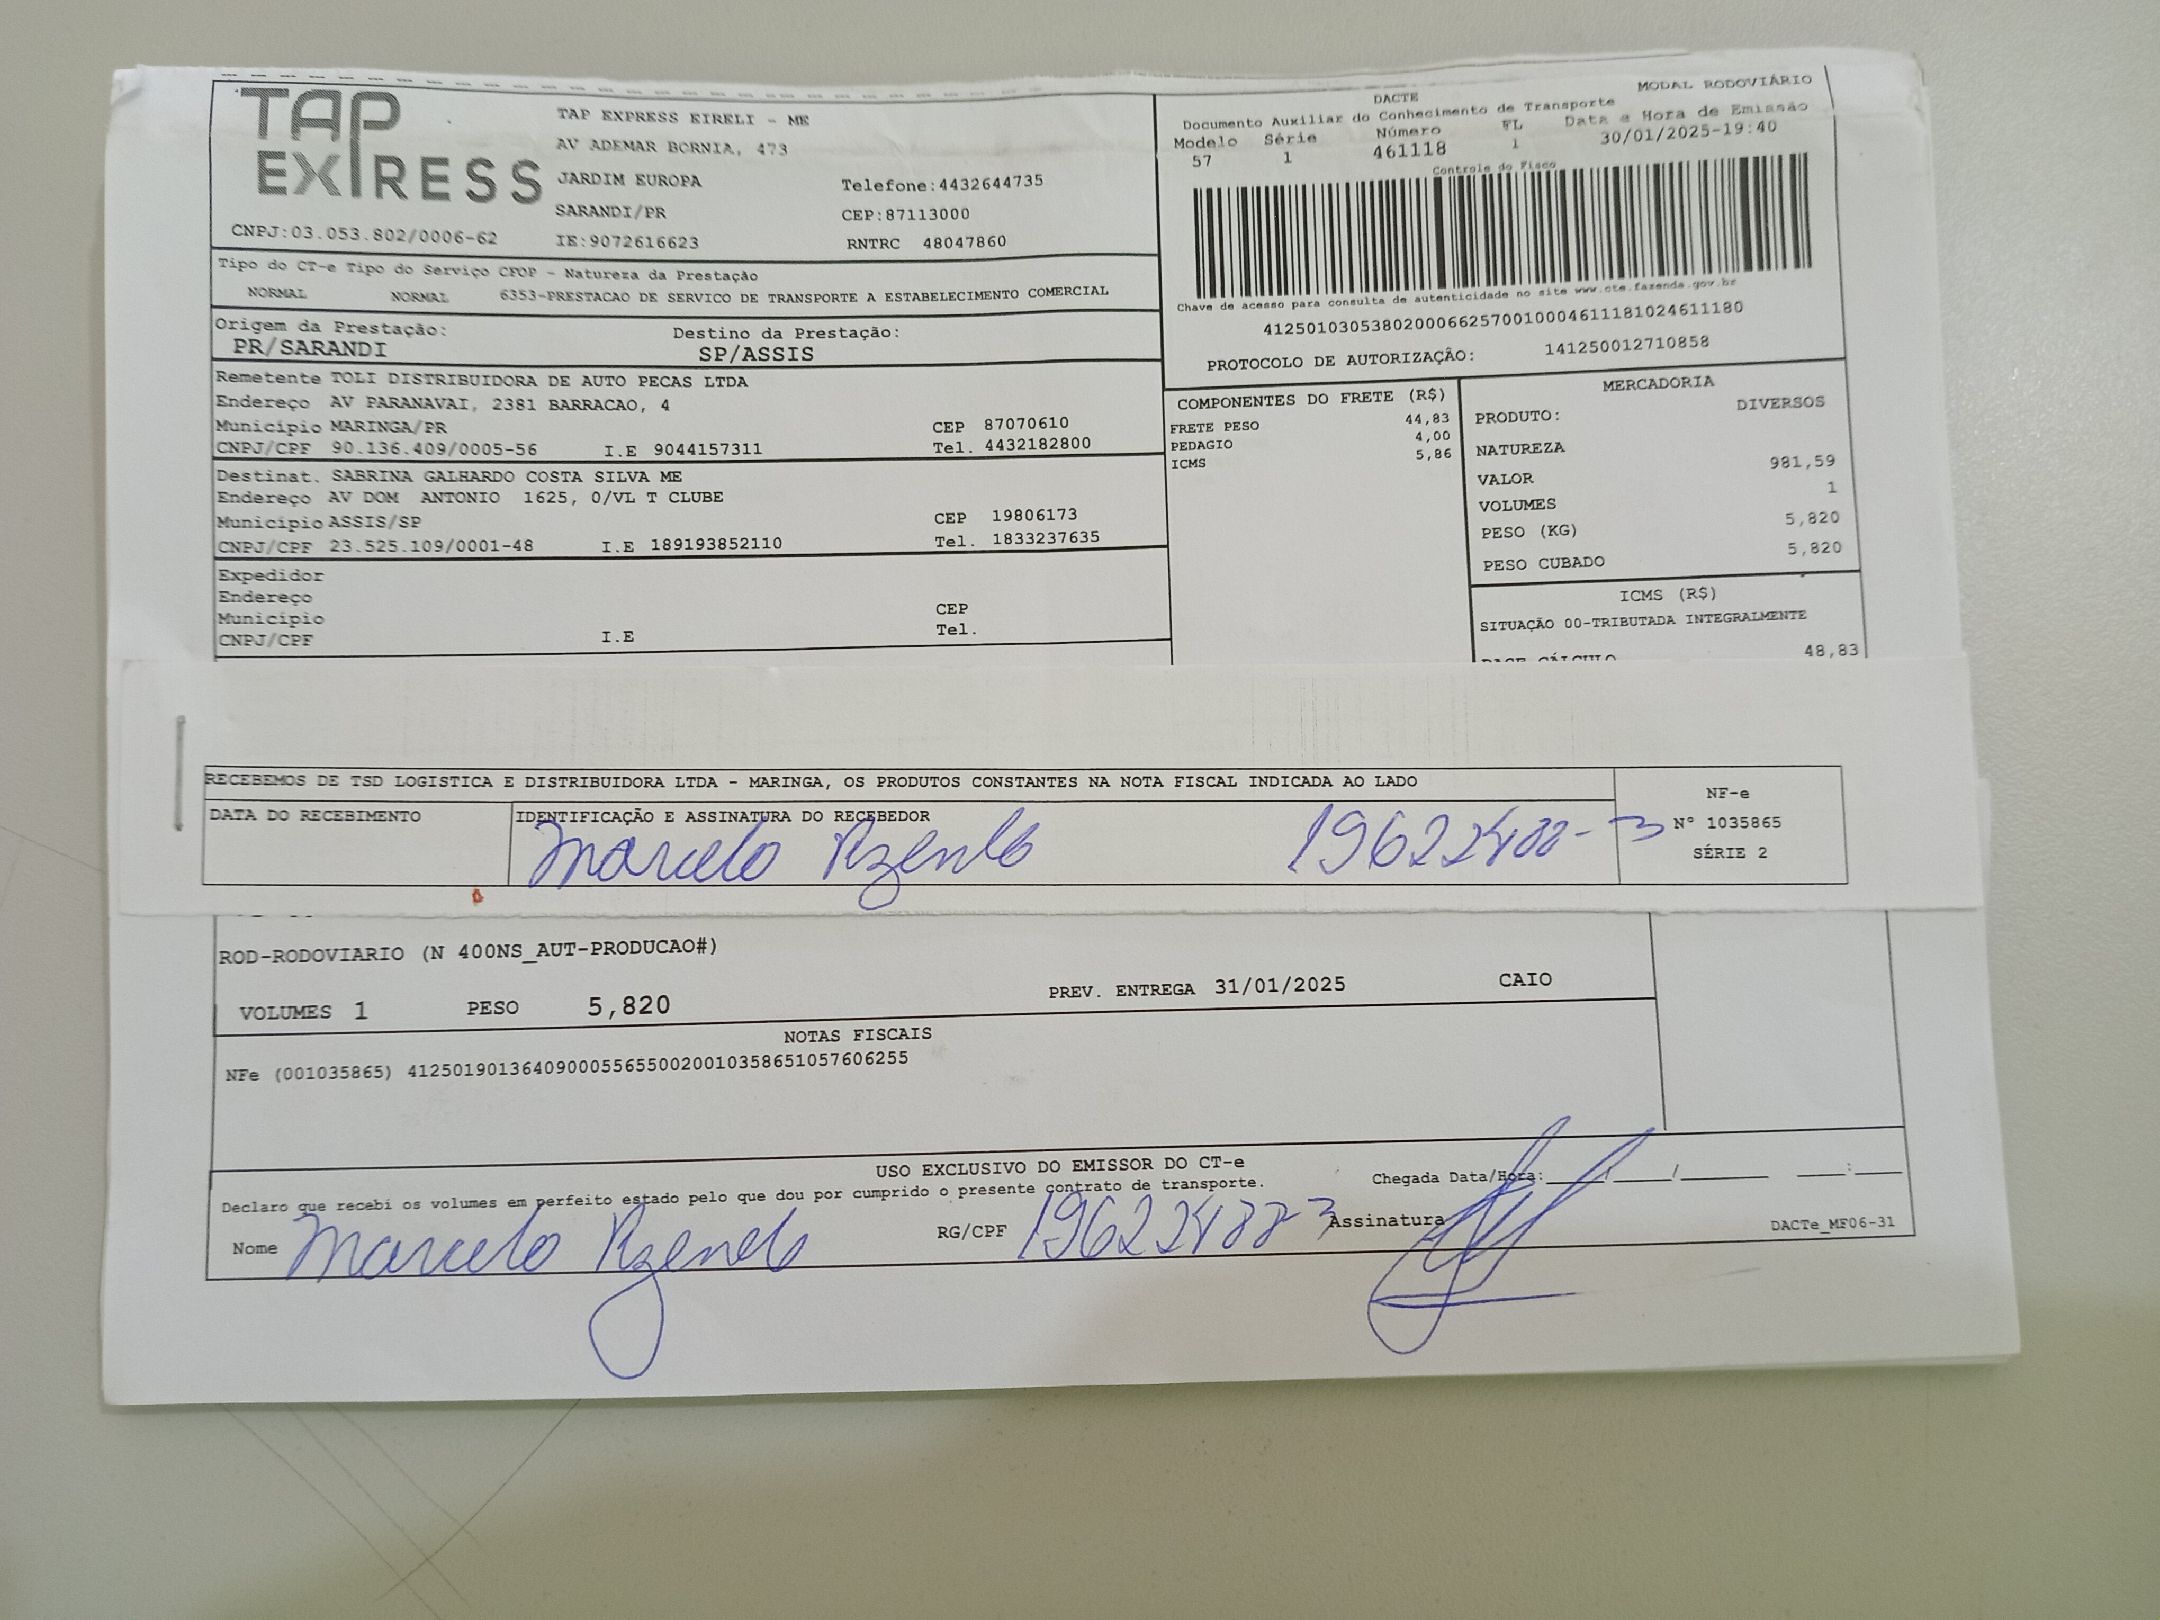 TAP EXPRESS
TAP EXPRESS EIRELI - ME
AV ADEMAR BORNIA, 473
JARDIM EUROPA Telefone:4432644735
SARANDI/PR CEP:87113000
CNPJ:03.053.802/0006-62 IE:9072616623 RNTRC 48047860
MODAL RODOVIÁRIO
DACTE
Documento Auxiliar do Conhecimento de Transporte
Modelo Série Número FL Data e Hora de Emissão
57 1 461118 1 30/01/2025-19:40
Controle do Fisco
Chave de acesso para consulta de autenticidade no site www.cte.fazenda.gov.br
41250103053802000662570010004611181024611180
PROTOCOLO DE AUTORIZAÇÃO: 141250012710858
Tipo do CT-e Tipo do Serviço CFOP - Natureza da Prestação
NORMAL NORMAL 6353-PRESTACAO DE SERVICO DE TRANSPORTE A ESTABELECIMENTO COMERCIAL
Origem da Prestação: Destino da Prestação:
PR/SARANDI SP/ASSIS
Remetente TOLI DISTRIBUIDORA DE AUTO PECAS LTDA
Endereço AV PARANAVAI, 2381 BARRACAO, 4
Município MARINGA/PR CEP 87070610
CNPJ/CPF 90.136.409/0005-56 I.E 9044157311 Tel. 4432182800
Destinat. SABRINA GALHARDO COSTA SILVA ME
Endereço AV DOM ANTONIO 1625, 0/VL T CLUBE
Município ASSIS/SP CEP 19806173
CNPJ/CPF 23.525.109/0001-48 I.E 189193852110 Tel. 1833237635
Expedidor
Endereço
Município CEP
CNPJ/CPF I.E Tel.
COMPONENTES DO FRETE (R$)
FRETE PESO 44,83
PEDAGIO 4,00
ICMS 5,86
MERCADORIA
PRODUTO: DIVERSOS
NATUREZA
VALOR 981,59
VOLUMES 1
PESO (KG) 5,820
PESO CUBADO 5,820
ICMS (R$)
SITUAÇÃO 00-TRIBUTADA INTEGRALMENTE
BASE CÁLCULO 48,83
RECEBEMOS DE TSD LOGISTICA E DISTRIBUIDORA LTDA - MARINGA, OS PRODUTOS CONSTANTES NA NOTA FISCAL INDICADA AO LADO
DATA DO RECEBIMENTO IDENTIFICAÇÃO E ASSINATURA DO RECEBEDOR
Marcelo
NF-e
Nº 1035865
SÉRIE 2
ROD-RODOVIARIO (N 400NS_AUT-PRODUCAO#)
VOLUMES 1 PESO 5,820 PREV. ENTREGA 31/01/2025 CAIO
NOTAS FISCAIS
NFe (001035865) 41250190136409000556550020010358651057606255
USO EXCLUSIVO DO EMISSOR DO CT-e
Declaro que recebi os volumes em perfeito estado pelo que dou por cumprido o presente contrato de transporte.
Chegada Data/Hora:____/____/______ ___:___
Nome Marcelo RG/CPF Assinatura
DACTe_MF06-31